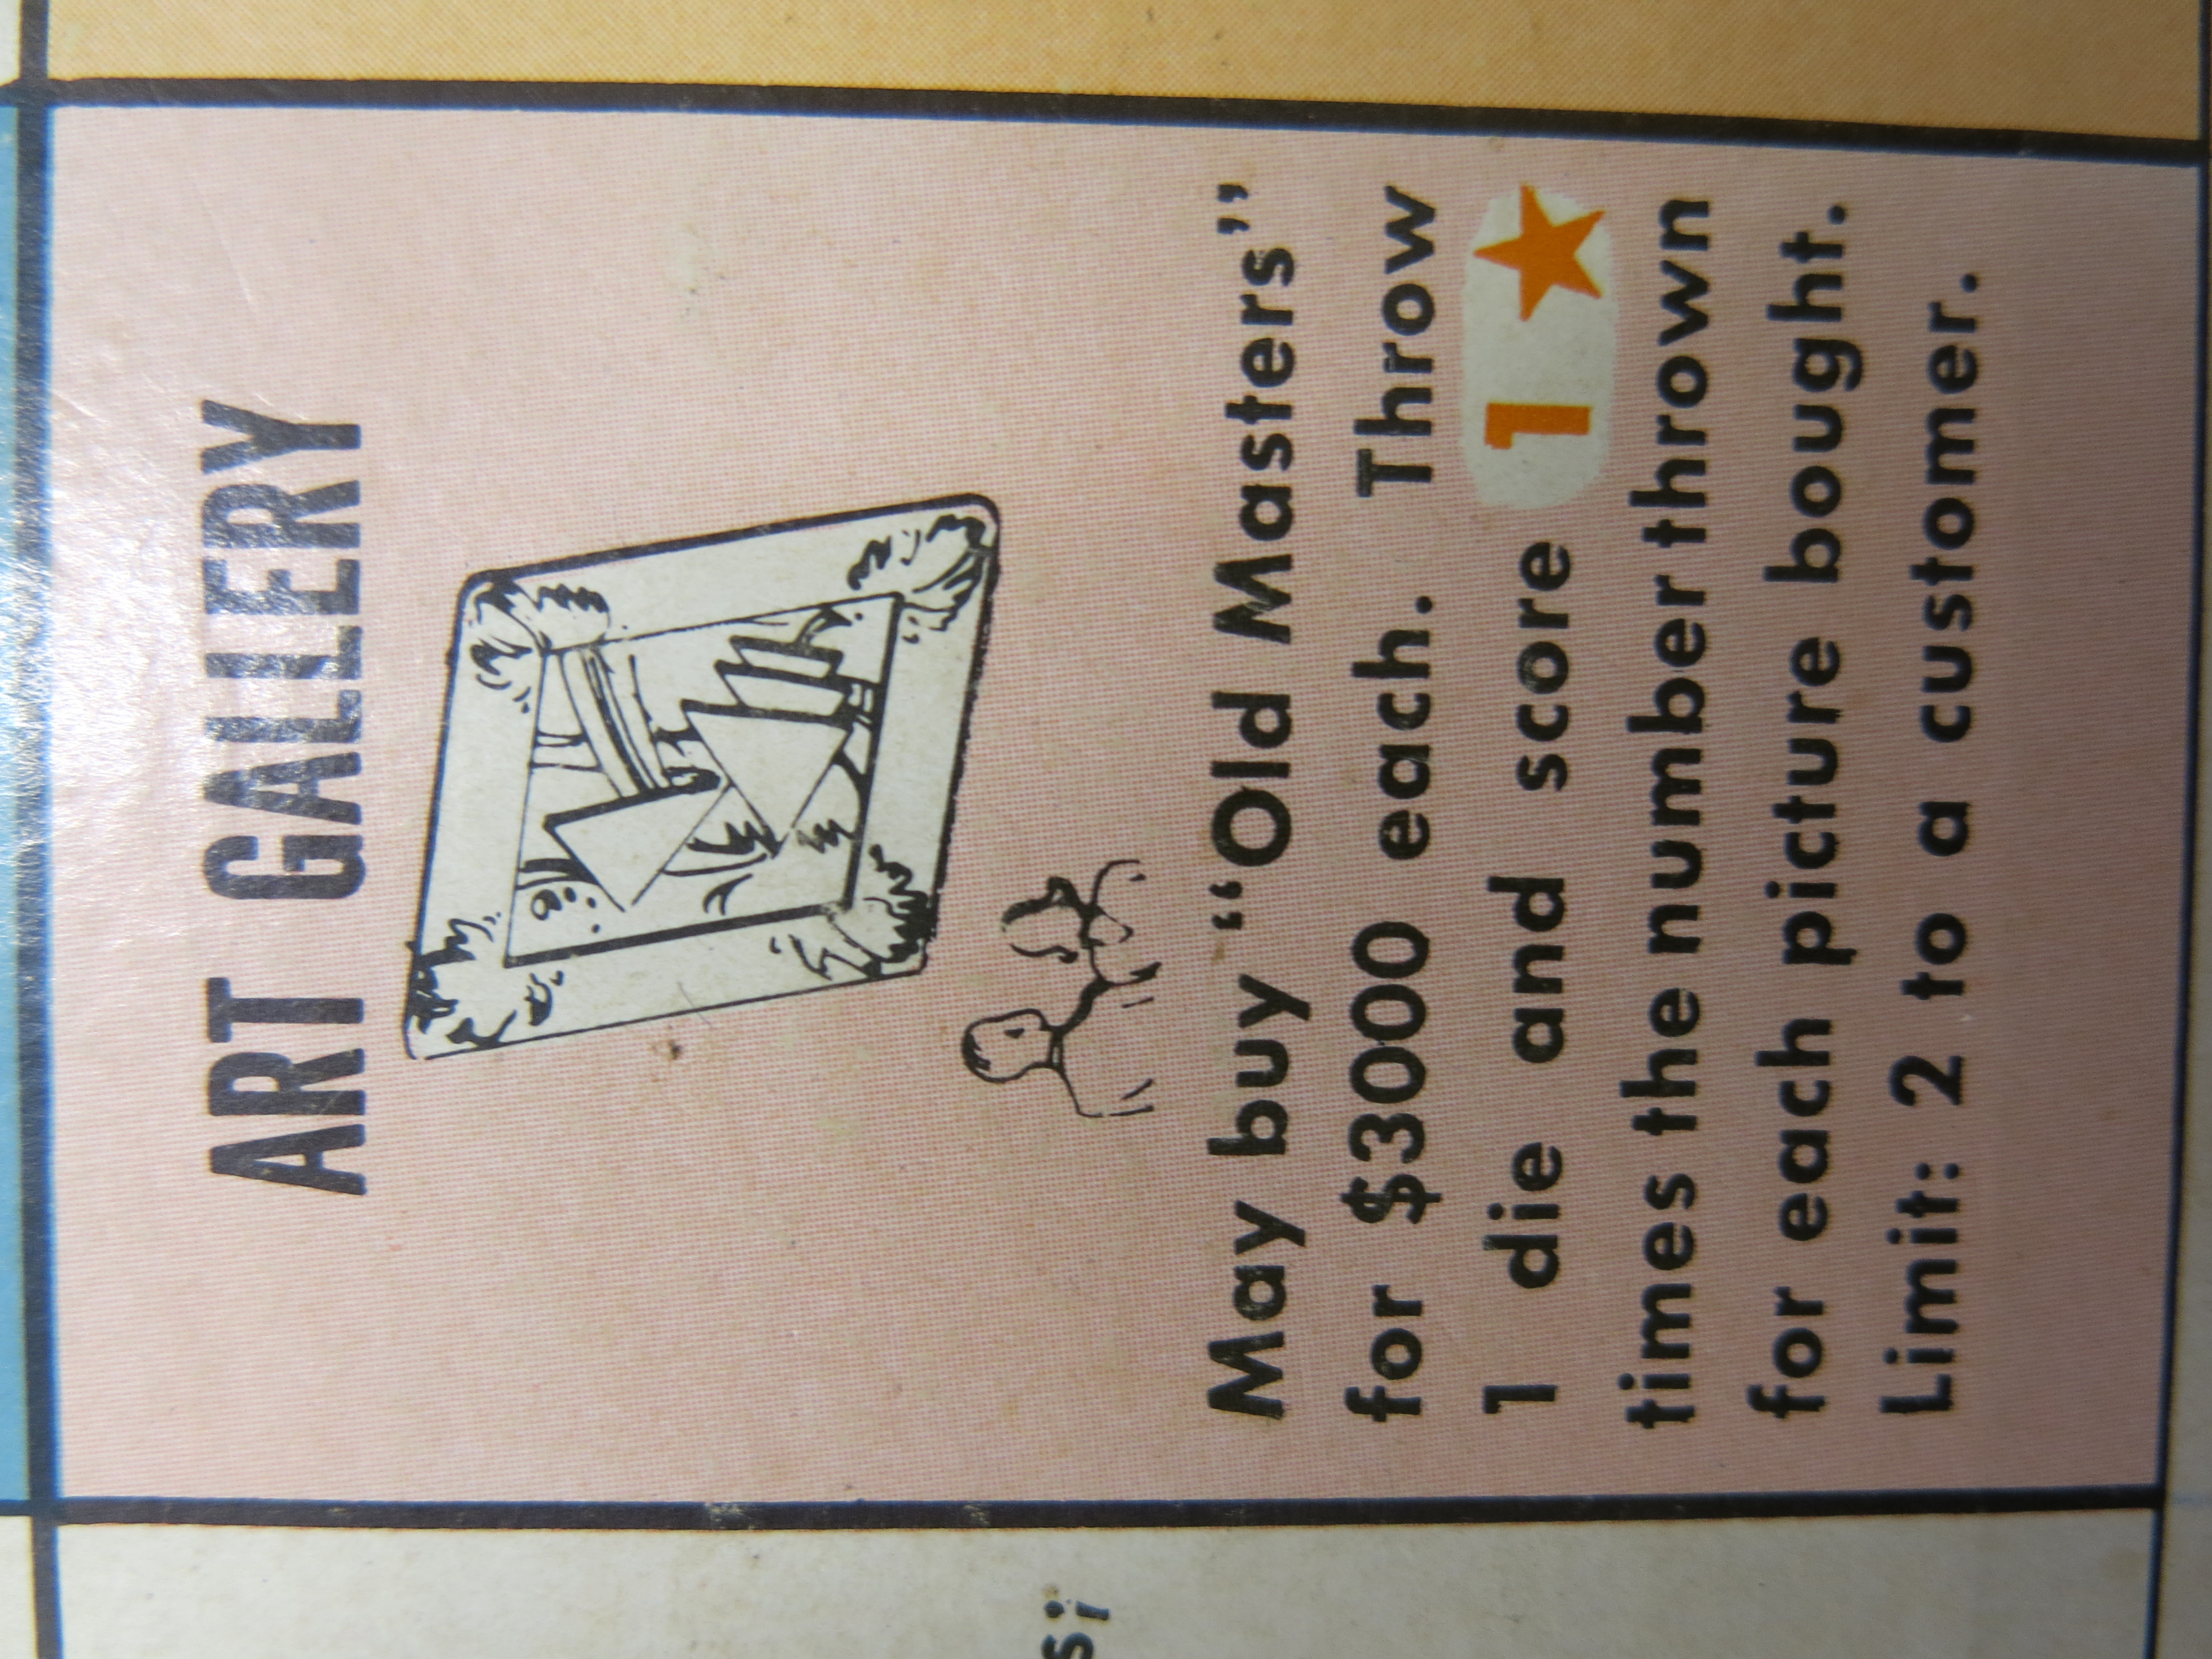 ART GALLERY
May buy "Old Masters"
for $3000 each. Throw
1 die and score 1 ★
times the number thrown
for each picture bought.
Limit: 2 to a customer.